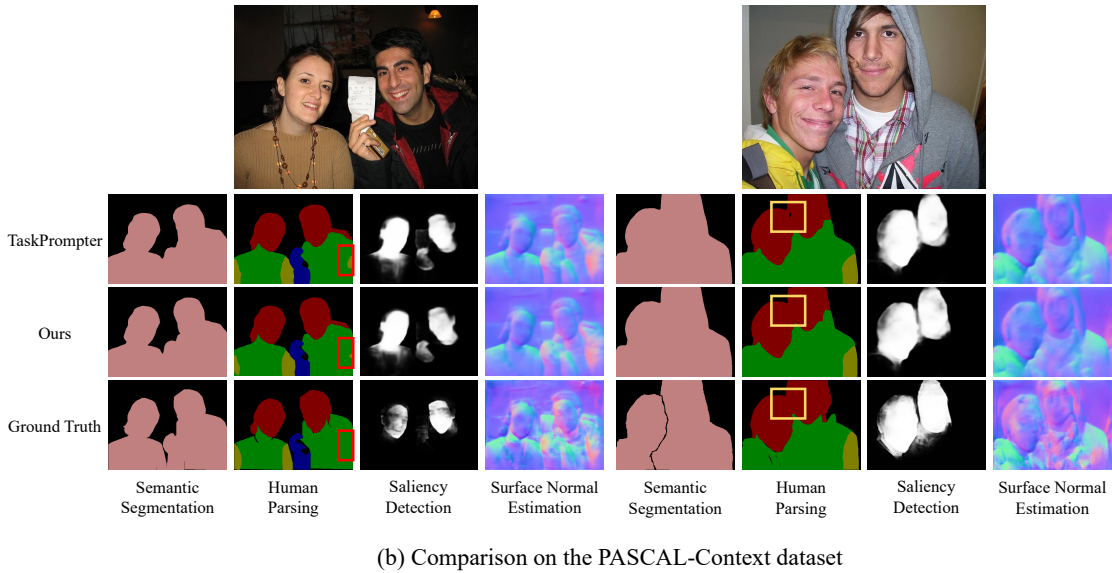 TaskPrompter
Ours
Ground Truth
Semantic
Segmentation
Human
Parsing
Saliency
Detection
Surface Normal
Estimation
Semantic
Segmentation
Human
Parsing
Saliency
Detection
Surface Normal
Estimation
(b) Comparison on the PASCAL-Context dataset